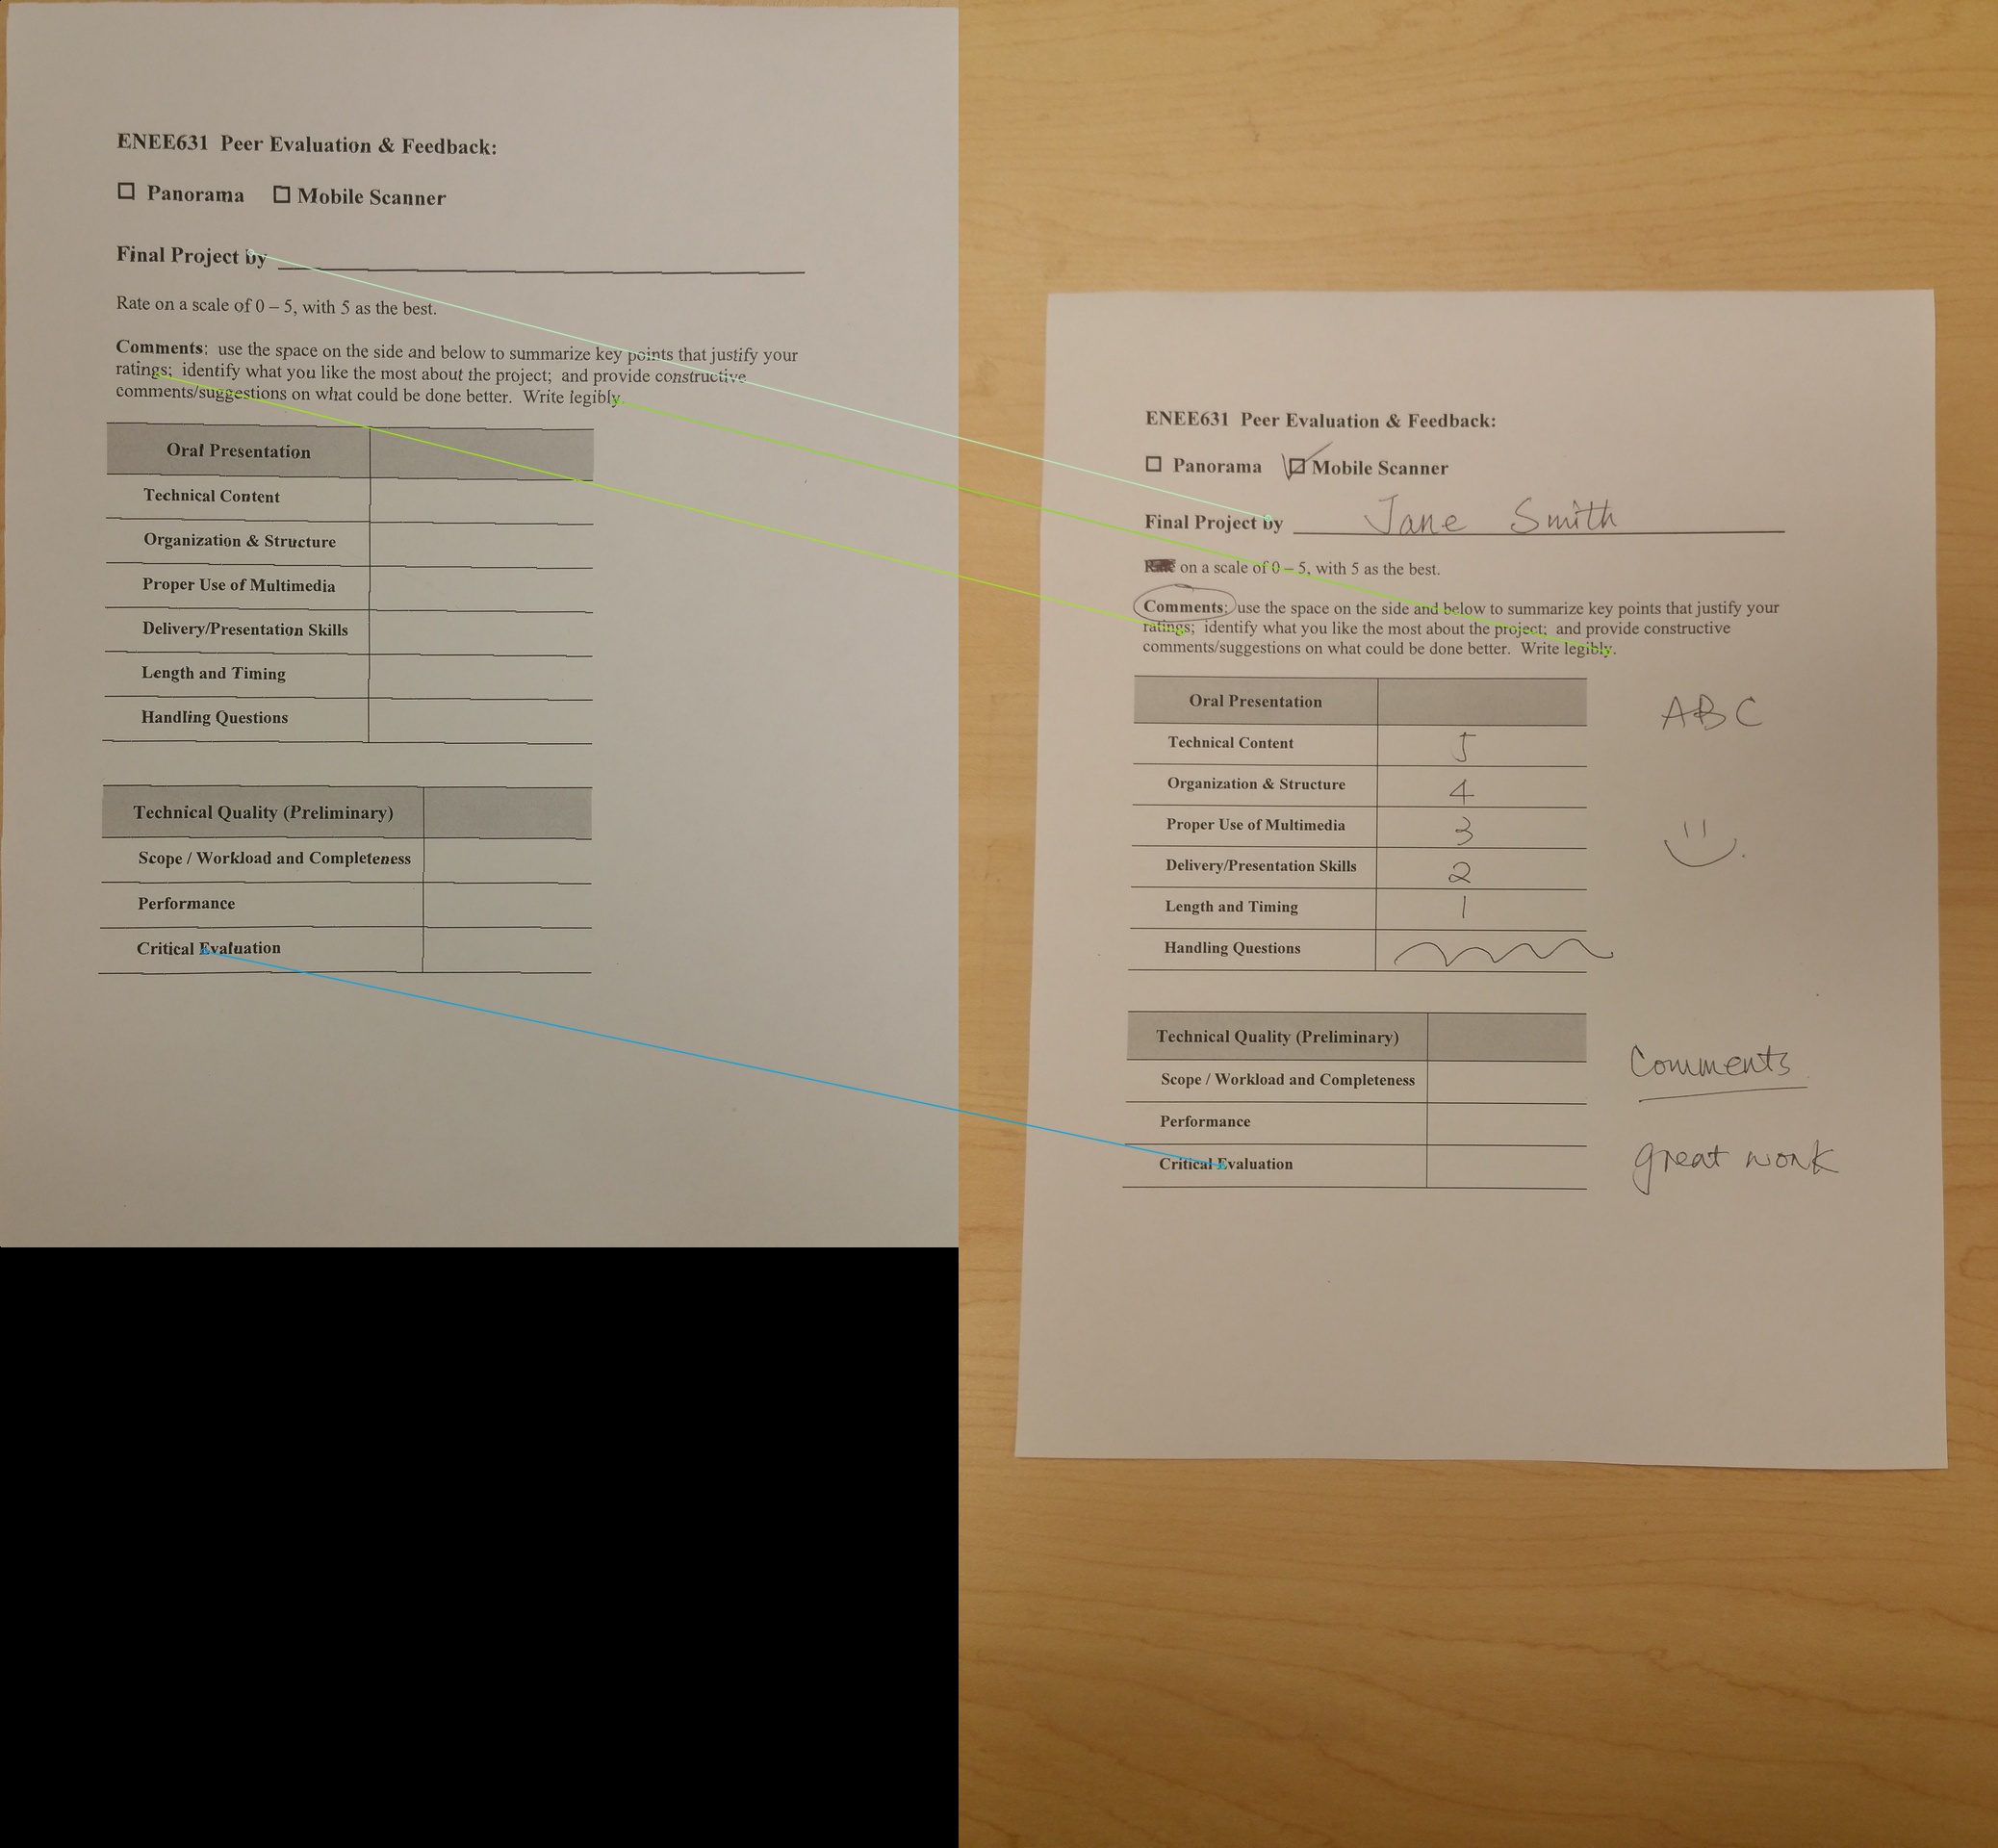 ENEE631 Peer Evaluation & Feedback:
Panorama Mobile Scanner
Final Project by
Rate on a scale of 0 – 5, with 5 as the best.
Comments: use the space on the side and below to summarize key points that justify your
ratings; identify what you like the most about the project; and provide constructive
comments/suggestions on what could be done better. Write legibly.
Oral Presentation
Technical Content
Organization & Structure
Proper Use of Multimedia
Delivery/Presentation Skills
Length and Timing
Handling Questions
Technical Quality (Preliminary)
Scope / Workload and Completeness
Performance
Critical Evaluation
ENEE631 Peer Evaluation & Feedback:
Panorama Mobile Scanner
Final Project by Jane Smith
on a scale of 0 – 5, with 5 as the best.
Comments: use the space on the side and below to summarize key points that justify your
ratings; identify what you like the most about the project; and provide constructive
comments/suggestions on what could be done better. Write legibly.
Oral Presentation
ABC
Technical Content 5
Organization & Structure 4
Proper Use of Multimedia 3
Delivery/Presentation Skills 2
Length and Timing 1
Handling Questions
Technical Quality (Preliminary)
Comments
Scope / Workload and Completeness
Performance
Critical Evaluation
great work